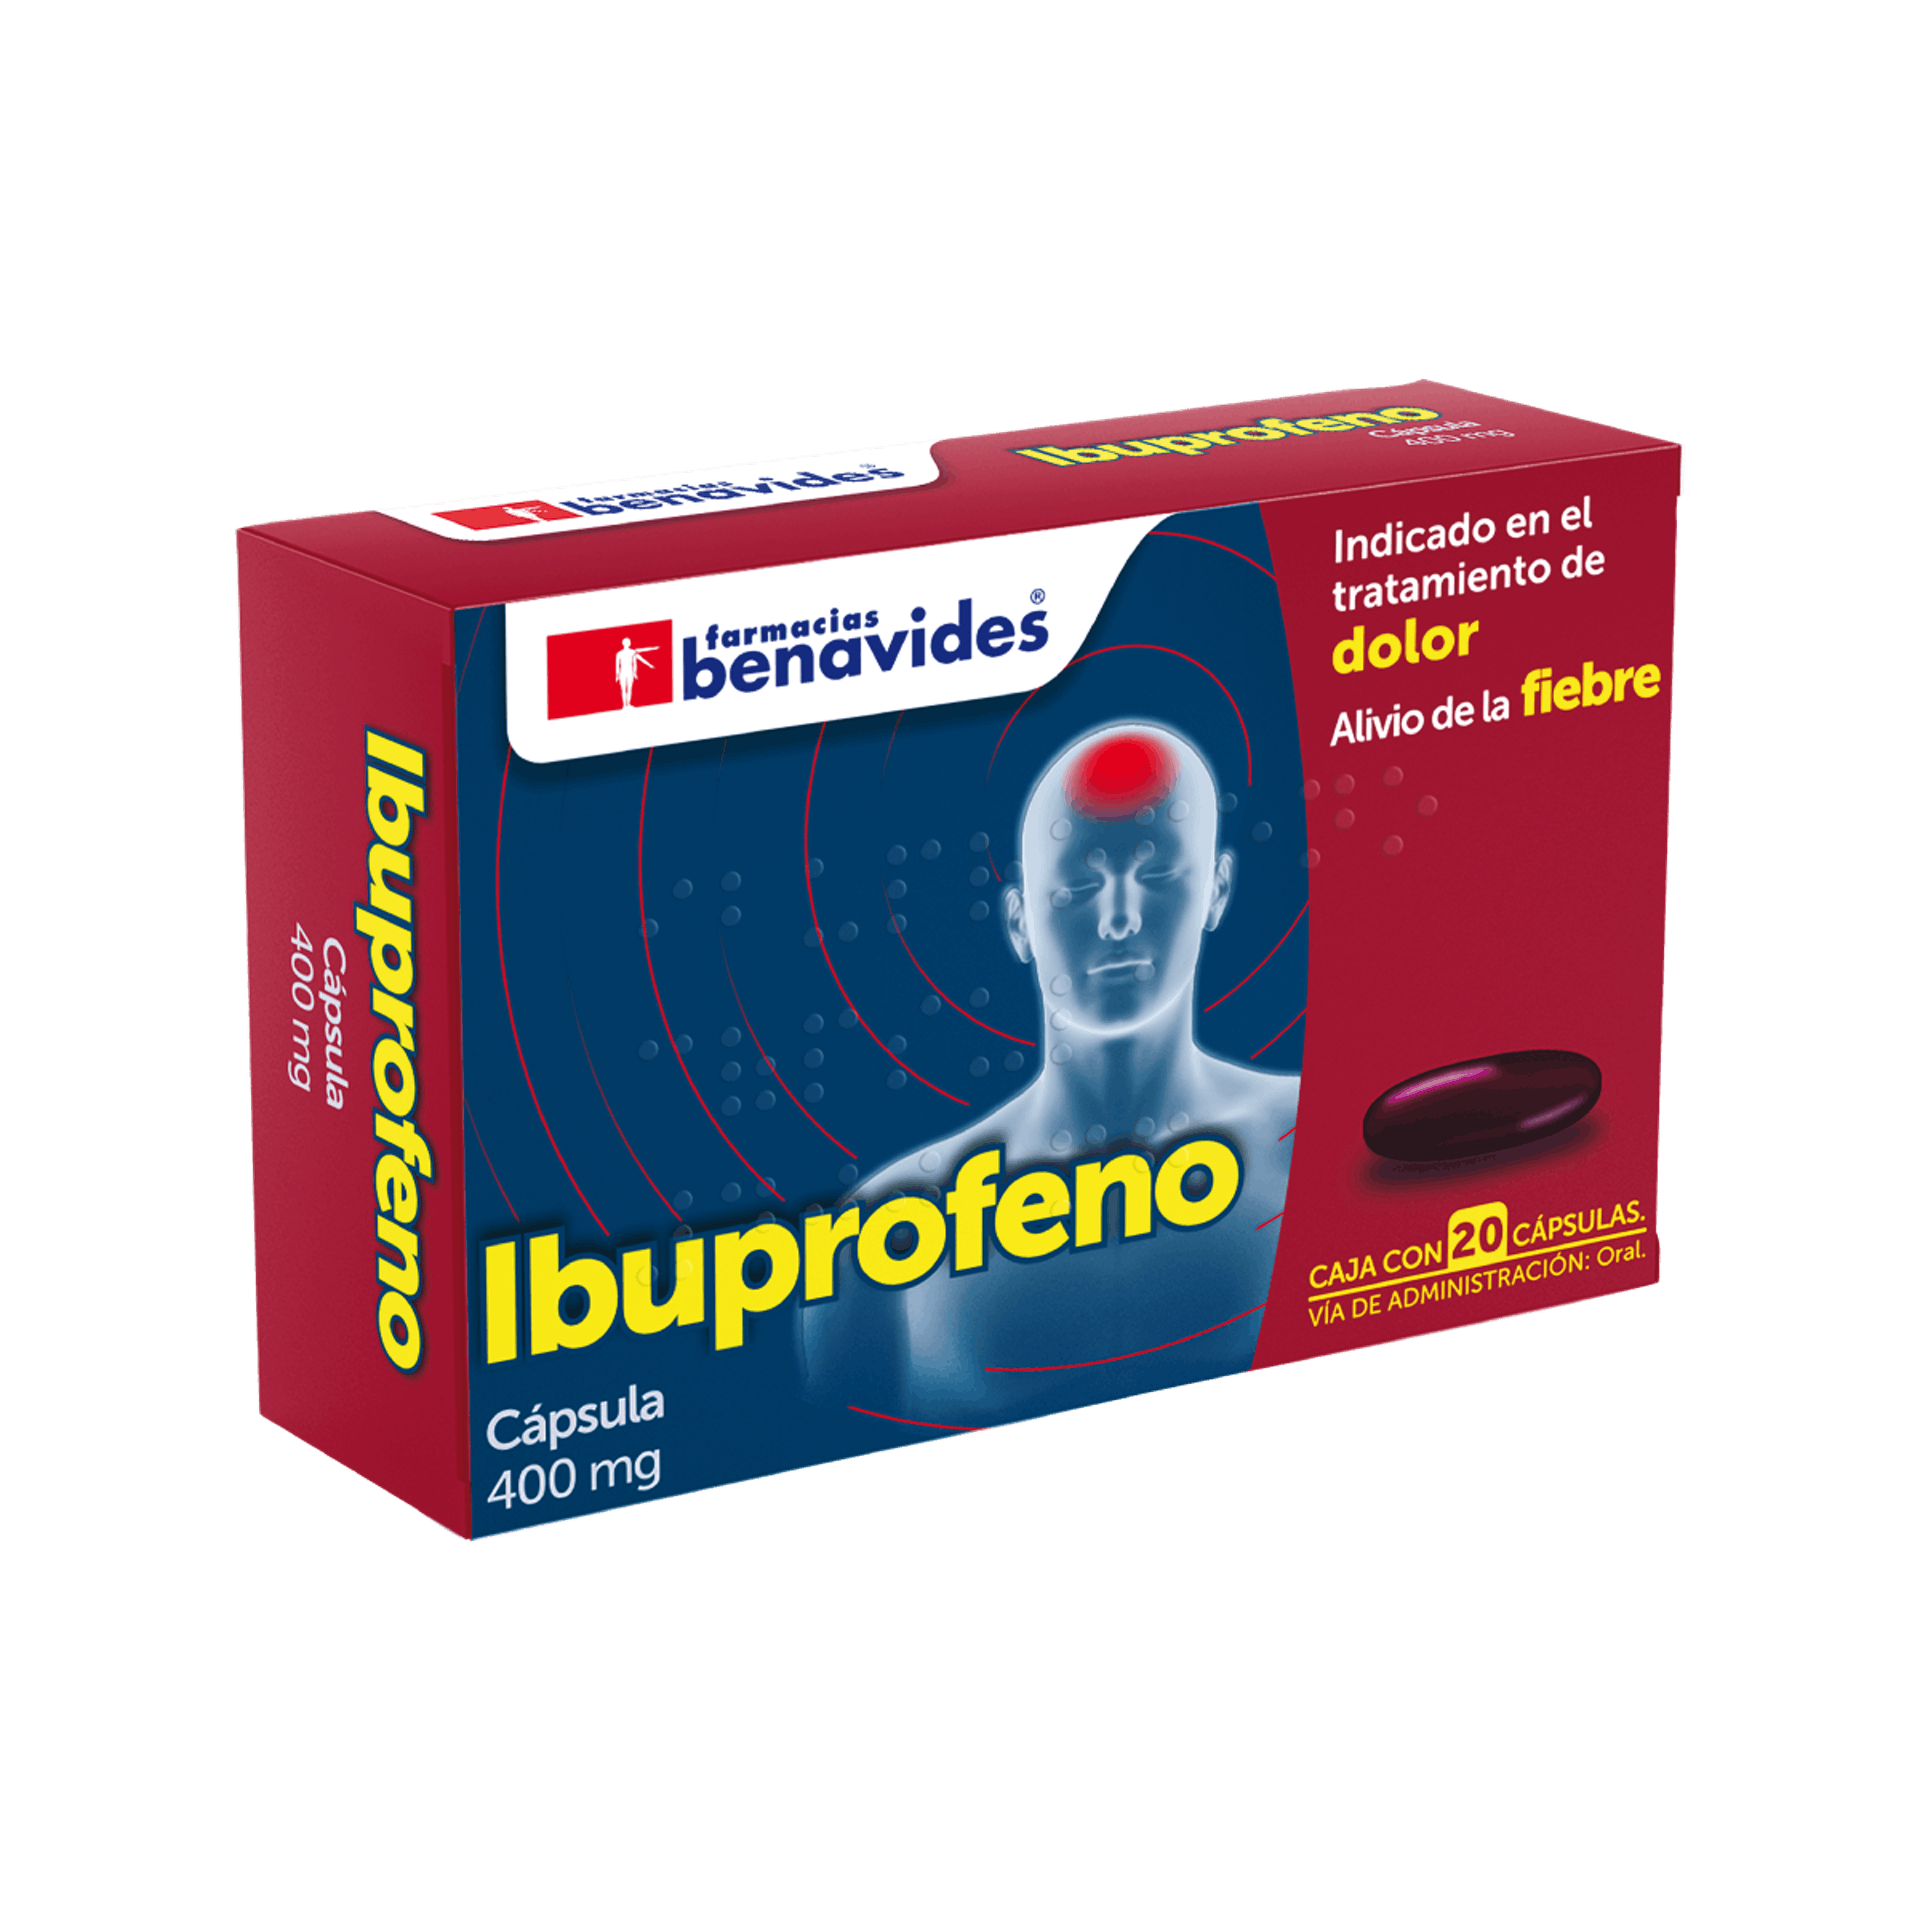 farmacias
benavides®
Ibuprofeno
Cápsula
400 mg
farmacias
benavides®
Indicado en el
tratamiento de
dolor
Alivio de la fiebre
Ibuprofeno
Cápsula
400 mg
CAJA CON 20 CÁPSULAS.
VÍA DE ADMINISTRACIÓN: Oral.
Ibuprofeno
Cápsula
400 mg